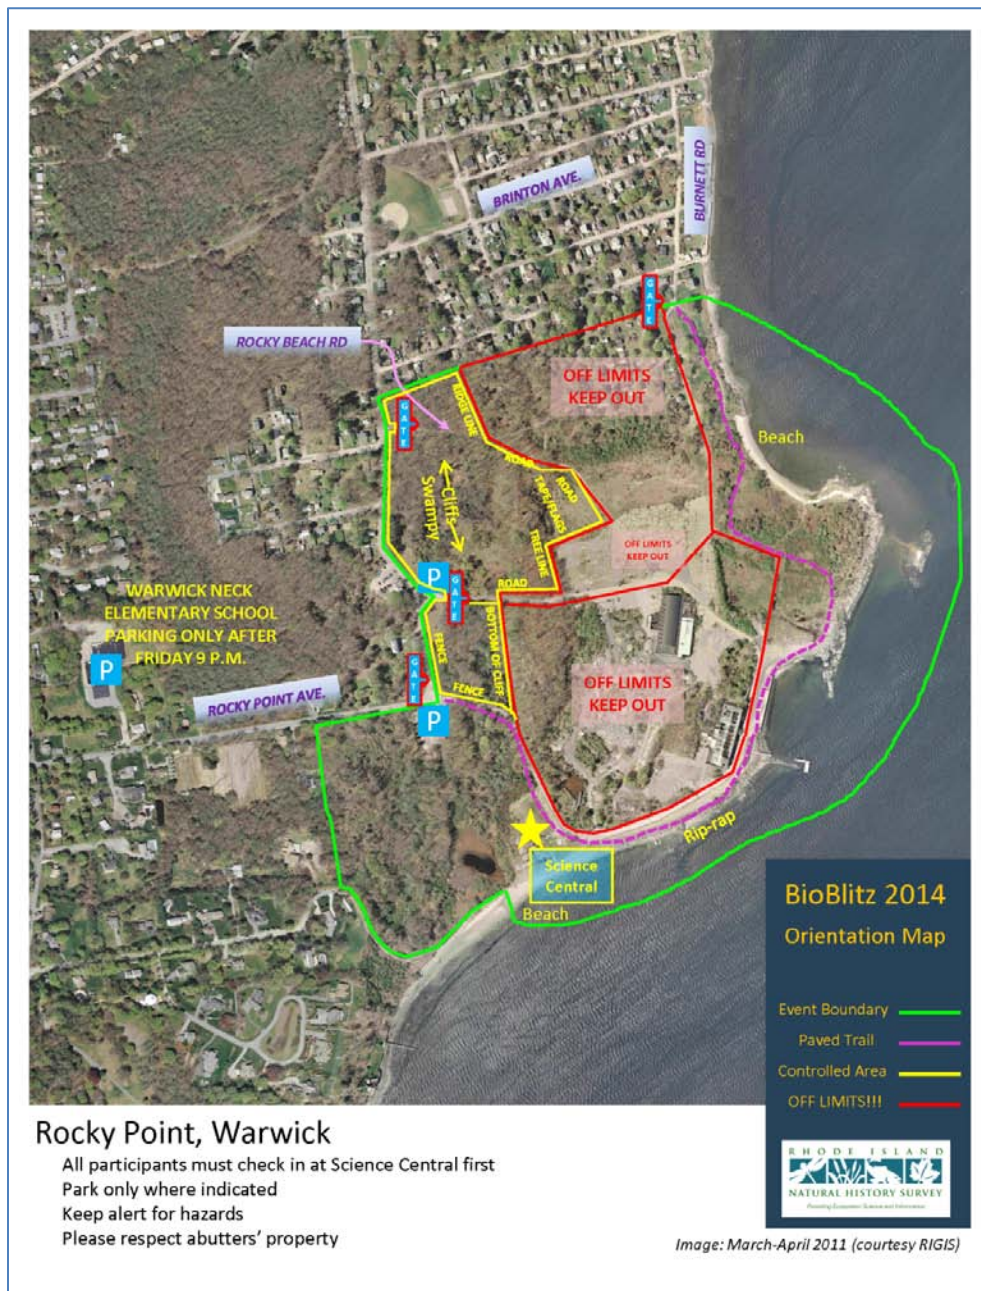 BRINTON AVE.
BURNETT RD
GATE
ROCKY BEACH RD
OFF LIMITS
KEEP OUT
GATE
RIDGE LINE
Beach
ROAD
ROAD
TAPE/FLAGS
Cliffs
Swampy
TREE LINE
OFF LIMITS
KEEP OUT
P
GATE
ROAD
WARWICK NECK
ELEMENTARY SCHOOL
PARKING ONLY AFTER
FRIDAY 9 P.M.
P
FENCE
BOTTOM OF CLIFF
GATE
FENCE
OFF LIMITS
KEEP OUT
ROCKY POINT AVE.
P
Rip-rap
Science
Central
Beach
BioBlitz 2014
Orientation Map
Event Boundary
Paved Trail
Controlled Area
OFF LIMITS!!!
Rocky Point, Warwick
All participants must check in at Science Central first
Park only where indicated
Keep alert for hazards
Please respect abutters' property
RHODE ISLAND
NATURAL HISTORY SURVEY
Providing Ecosystem Science and Information
Image: March-April 2011 (courtesy RIGIS)